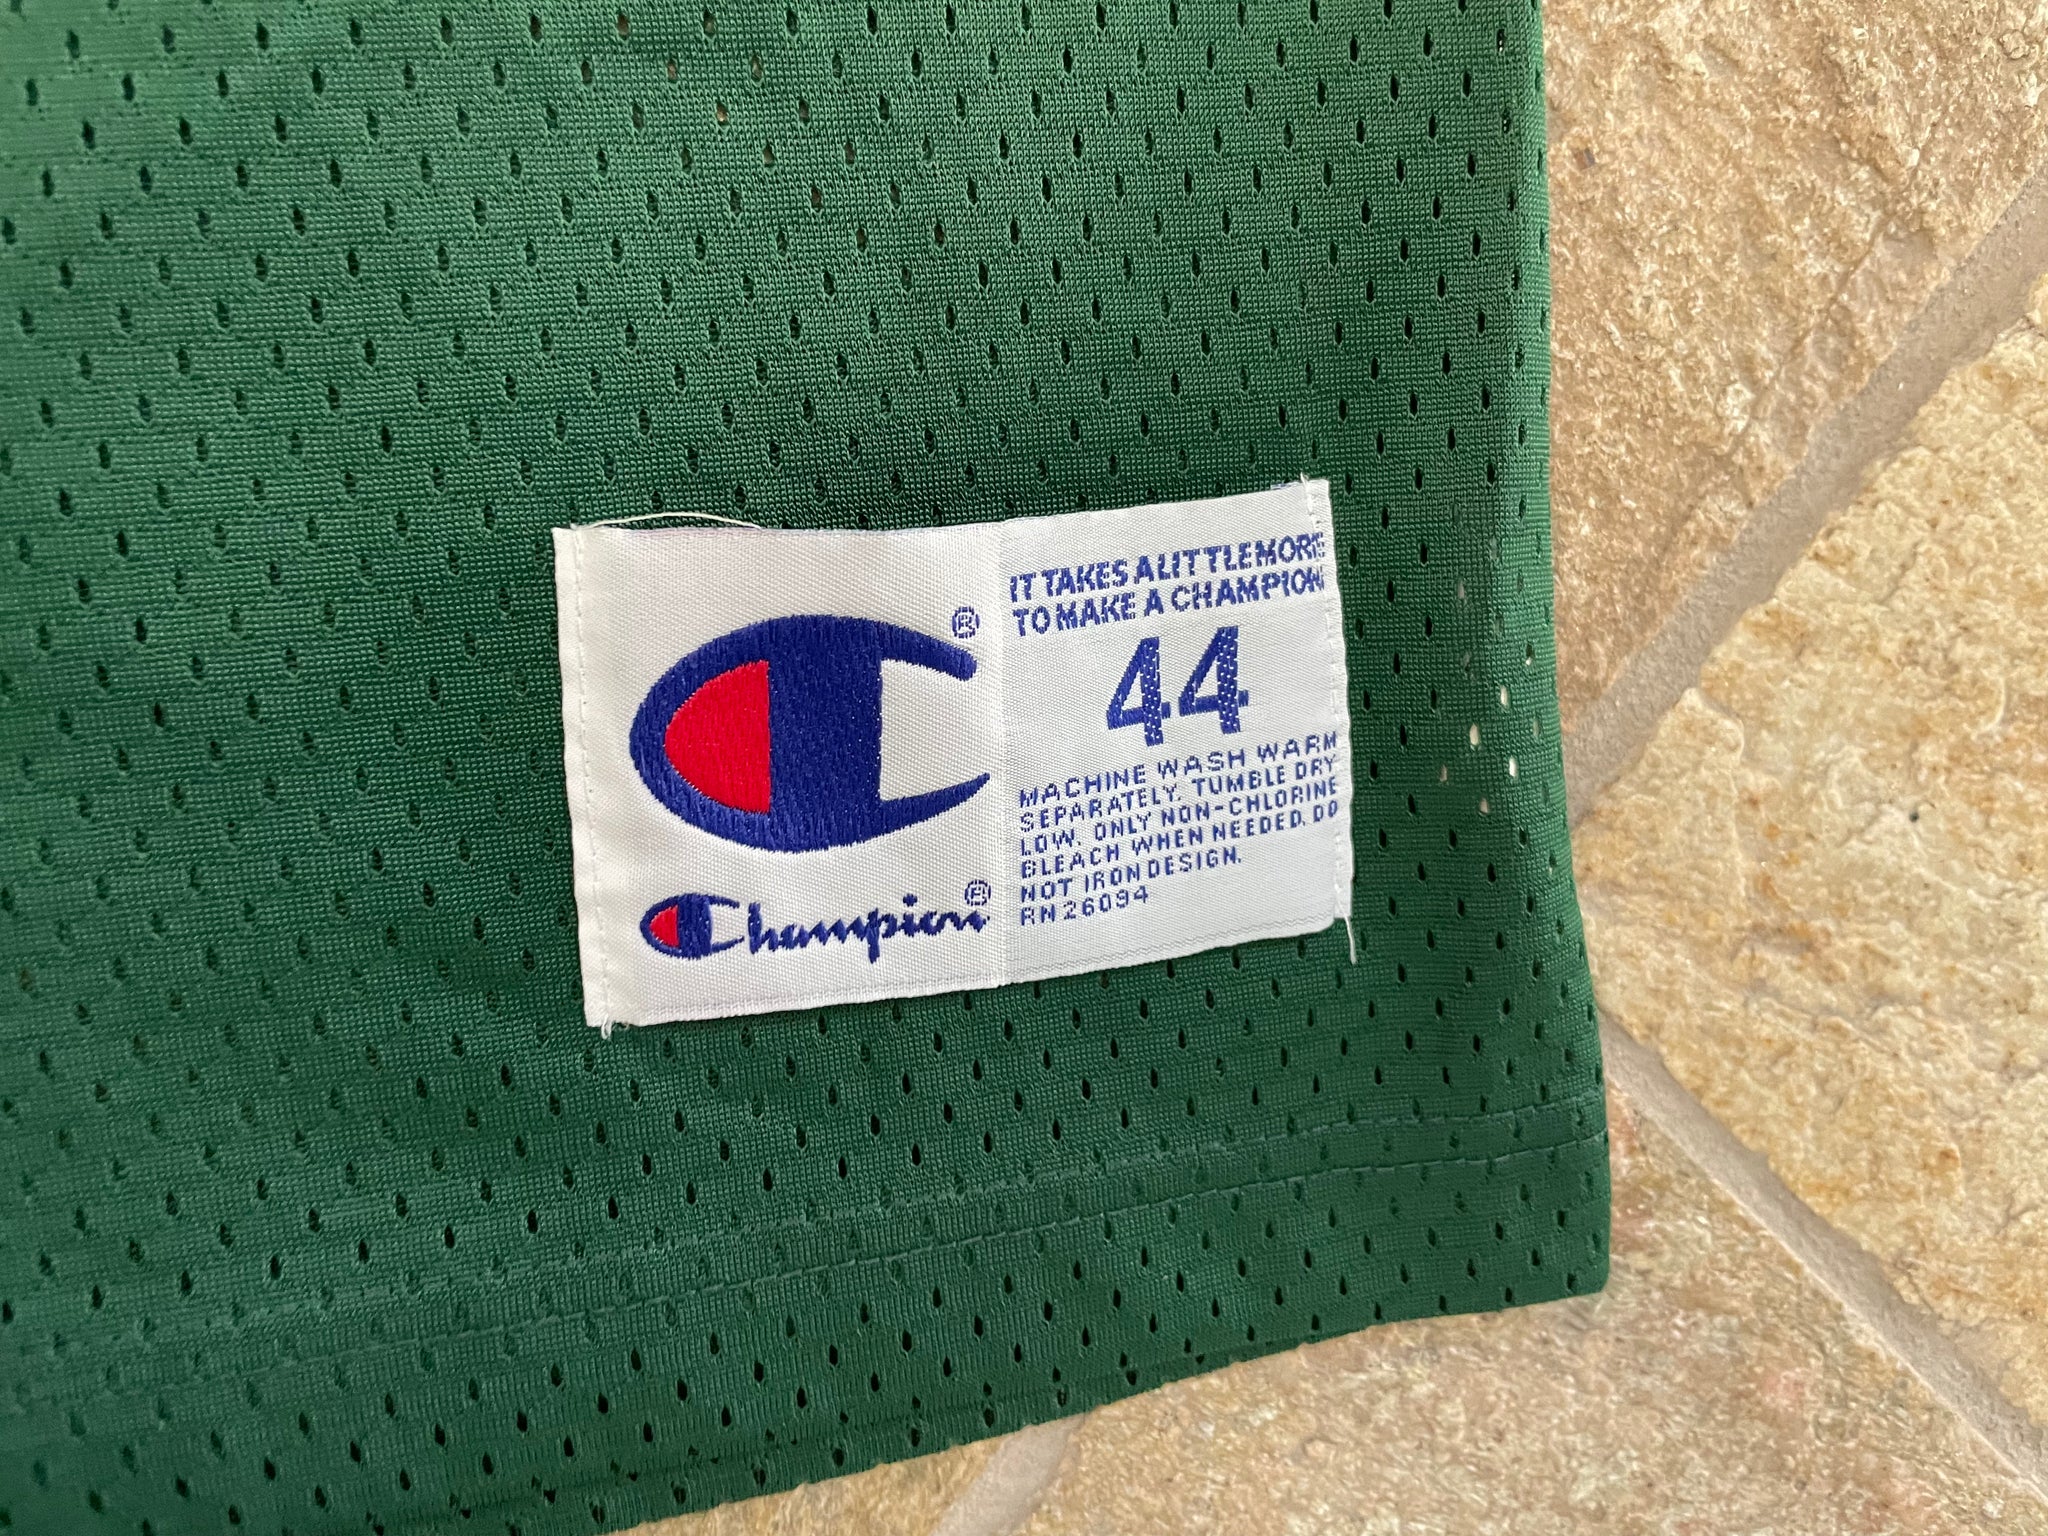 ®
Champion®
IT TAKES A LITTLE MORE
TO MAKE A CHAMPION
44
MACHINE WASH WARM
SEPARATELY. TUMBLE DRY
LOW. ONLY NON-CHLORINE
BLEACH WHEN NEEDED. DO
NOT IRON DESIGN.
RN 26094